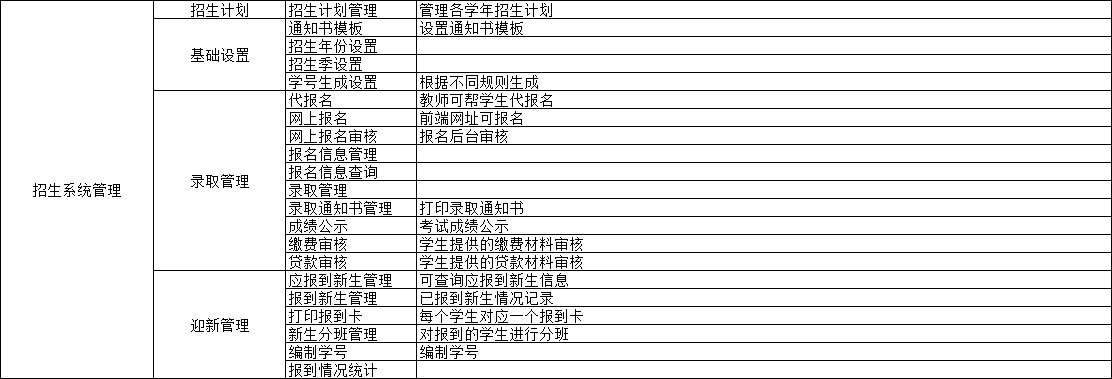 招生系统管理
招生计划
招生计划管理 管理各学年招生计划
基础设置
通知书模板 设置通知书模板
招生年份设置
招生季设置
学号生成设置 根据不同规则生成
录取管理
代报名 教师可帮学生代报名
网上报名 前端网址可报名
网上报名审核 报名后台审核
报名信息管理
报名信息查询
录取管理
录取通知书管理 打印录取通知书
成绩公示 考试成绩公示
缴费审核 学生提供的缴费材料审核
贷款审核 学生提供的贷款材料审核
迎新管理
应报到新生管理 可查询应报到新生信息
报到新生管理 已报到新生情况记录
打印报到卡 每个学生对应一个报到卡
新生分班管理 对报到的学生进行分班
编制学号 编制学号
报到情况统计